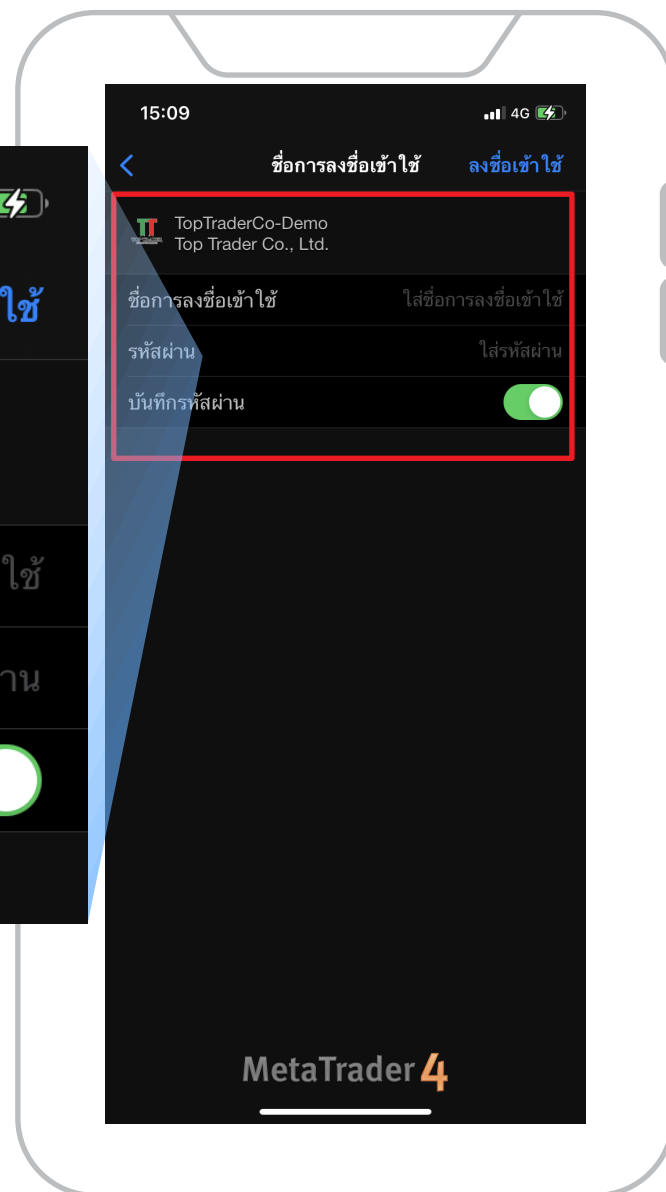 15:09
4G
ชื่อการลงชื่อเข้าใช้
ลงชื่อเข้าใช้
TopTraderCo-Demo
Top Trader Co., Ltd.
ชื่อการลงชื่อเข้าใช้
ใส่ชื่อการลงชื่อเข้าใช้
รหัสผ่าน
ใส่รหัสผ่าน
บันทึกรหัสผ่าน
MetaTrader 4
ใช้
ใช้
าน